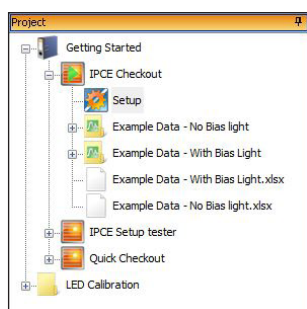 Project
Getting Started
IPCE Checkout
Setup
Example Data - No Bias light
Example Data - With Bias Light
Example Data - With Bias Light.xlsx
Example Data - No Bias light.xlsx
IPCE Setup tester
Quick Checkout
LED Calibration